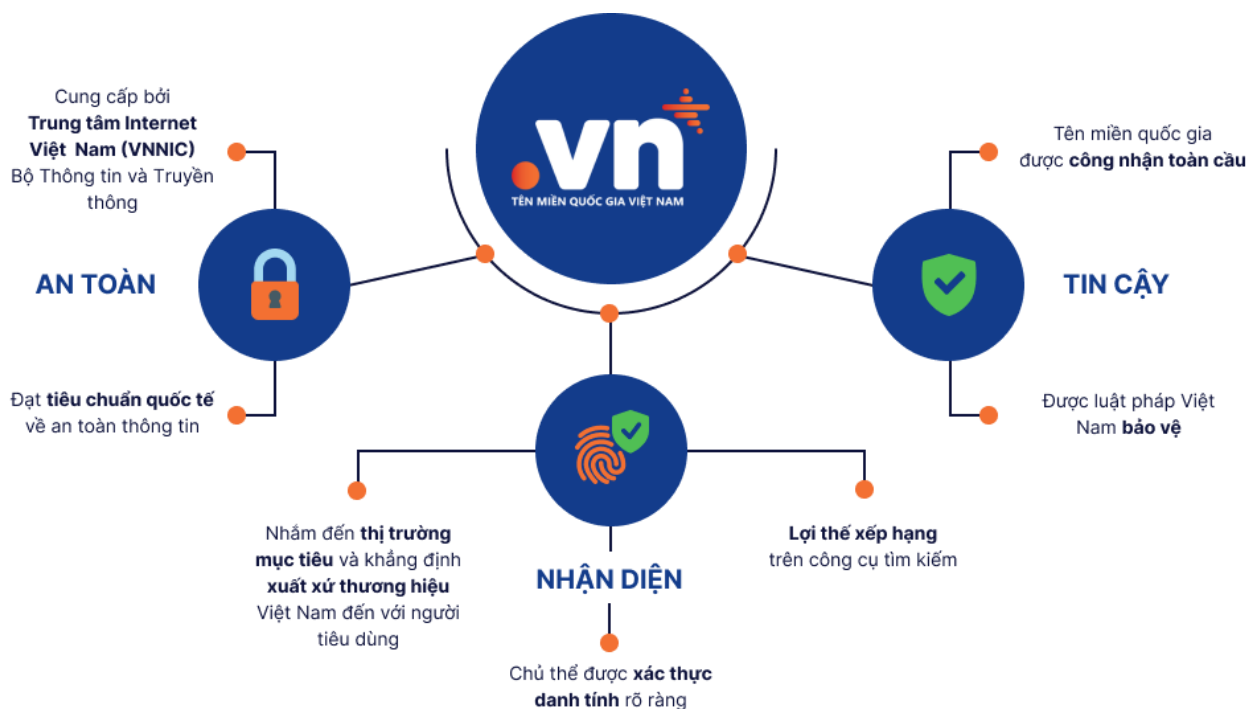 .vn
TÊN MIỀN QUỐC GIA VIỆT NAM
Cung cấp bởi
Trung tâm Internet
Việt Nam (VNNIC)
Bộ Thông tin và Truyền
thông
AN TOÀN
Đạt tiêu chuẩn quốc tế
về an toàn thông tin
Tên miền quốc gia
được công nhận toàn cầu
TIN CẬY
Được luật pháp Việt
Nam bảo vệ
Nhắm đến thị trường
mục tiêu và khẳng định
xuất xứ thương hiệu
Việt Nam đến với người
tiêu dùng
NHẬN DIỆN
Chủ thể được xác thực
danh tính rõ ràng
Lợi thế xếp hạng
trên công cụ tìm kiếm